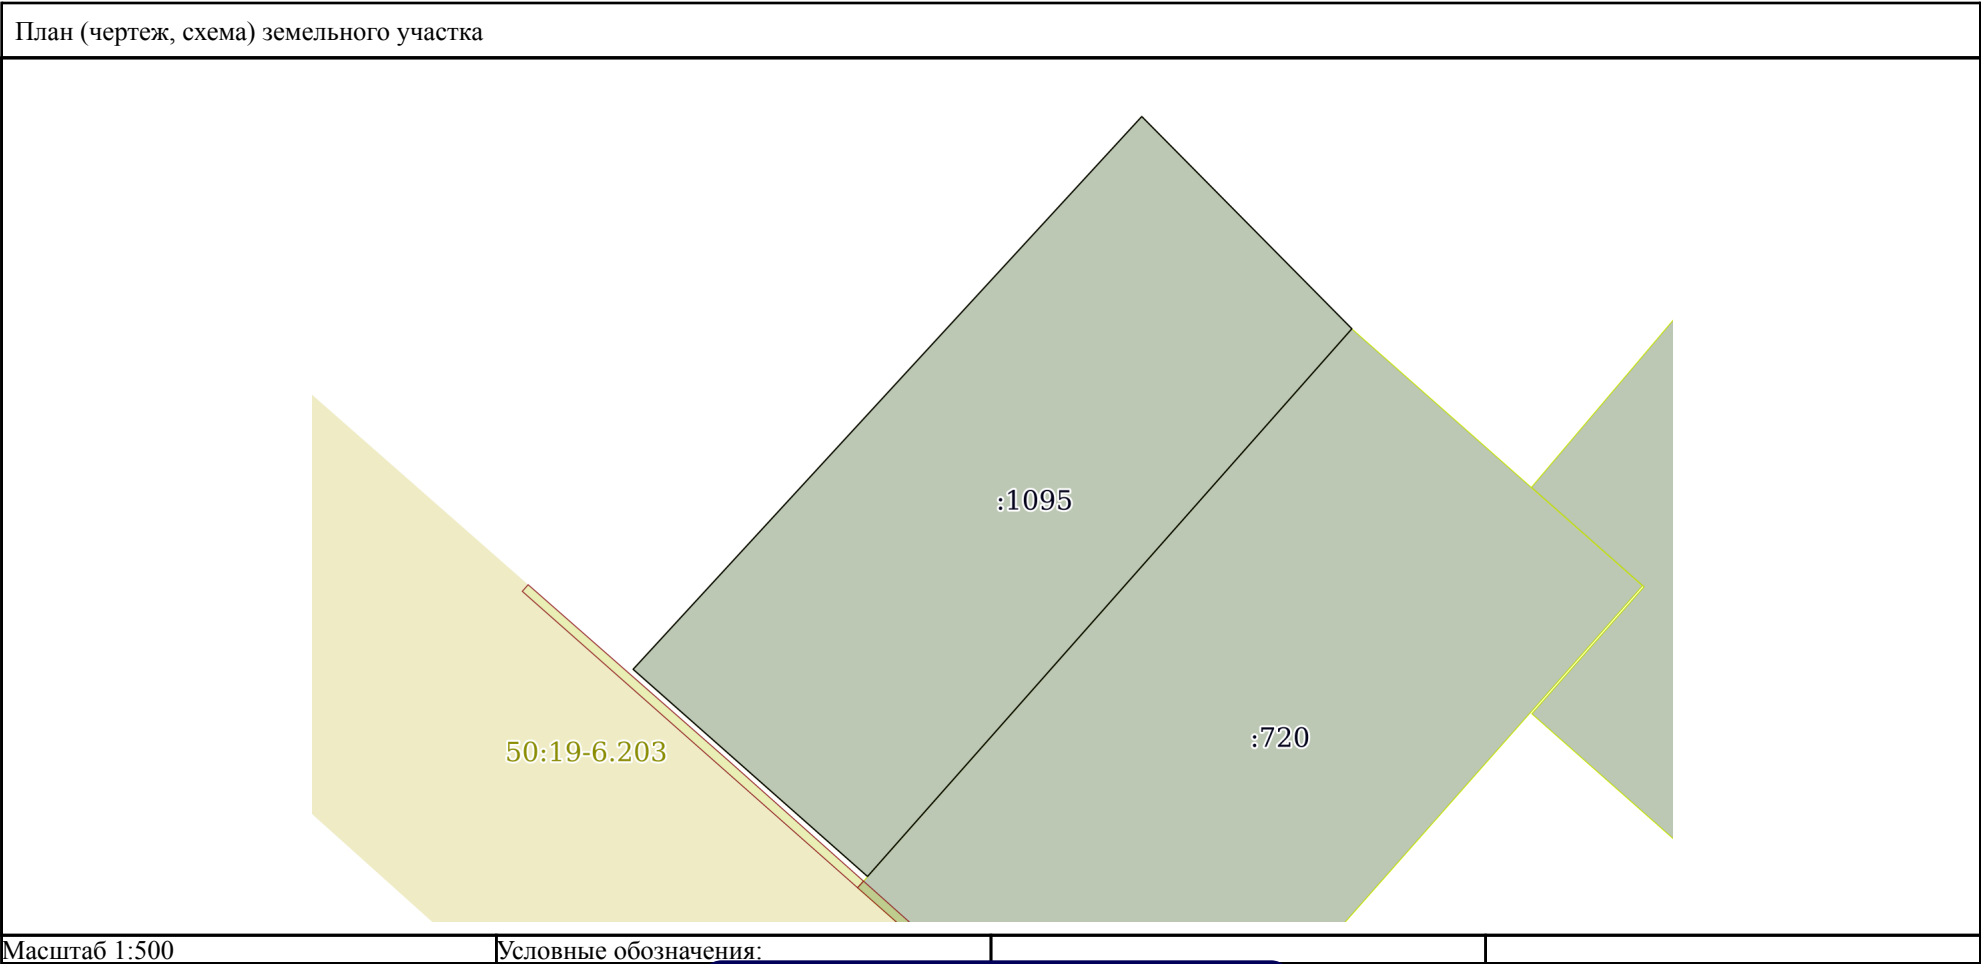 План (чертеж, схема) земельного участка
:1095
:720
50:19-6.203
Масштаб 1:500
Условные обозначения: